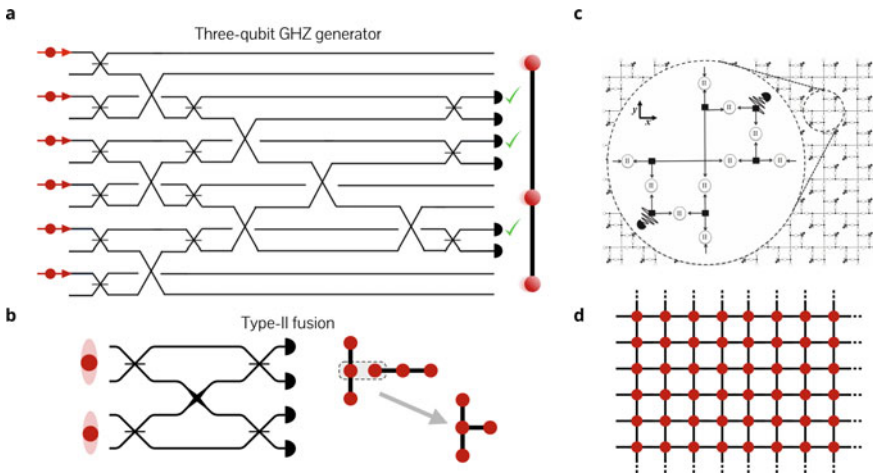 a
Three-qubit GHZ generator
c
y
x
b
Type-II fusion
d